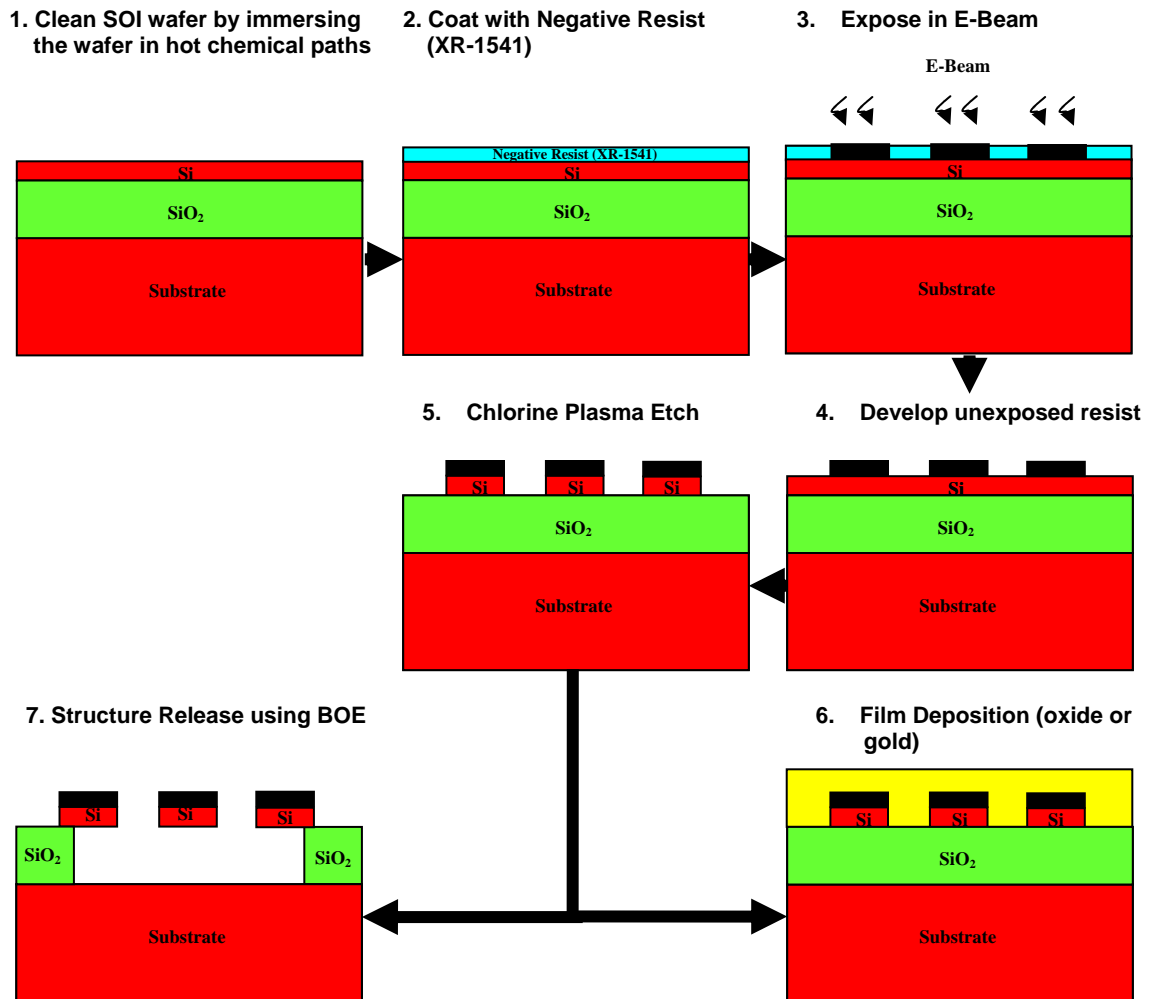 1. Clean SOI wafer by immersing
the wafer in hot chemical paths
2. Coat with Negative Resist
(XR-1541)
3. Expose in E-Beam
E-Beam
Si
SiO₂
Substrate
Negative Resist (XR-1541)
Si
SiO₂
Substrate
Si
SiO₂
Substrate
5. Chlorine Plasma Etch
4. Develop unexposed resist
Si Si Si
SiO₂
Substrate
Si
SiO₂
Substrate
7. Structure Release using BOE
6. Film Deposition (oxide or
gold)
Si Si Si
SiO₂ SiO₂
Substrate
Si Si Si
SiO₂
Substrate